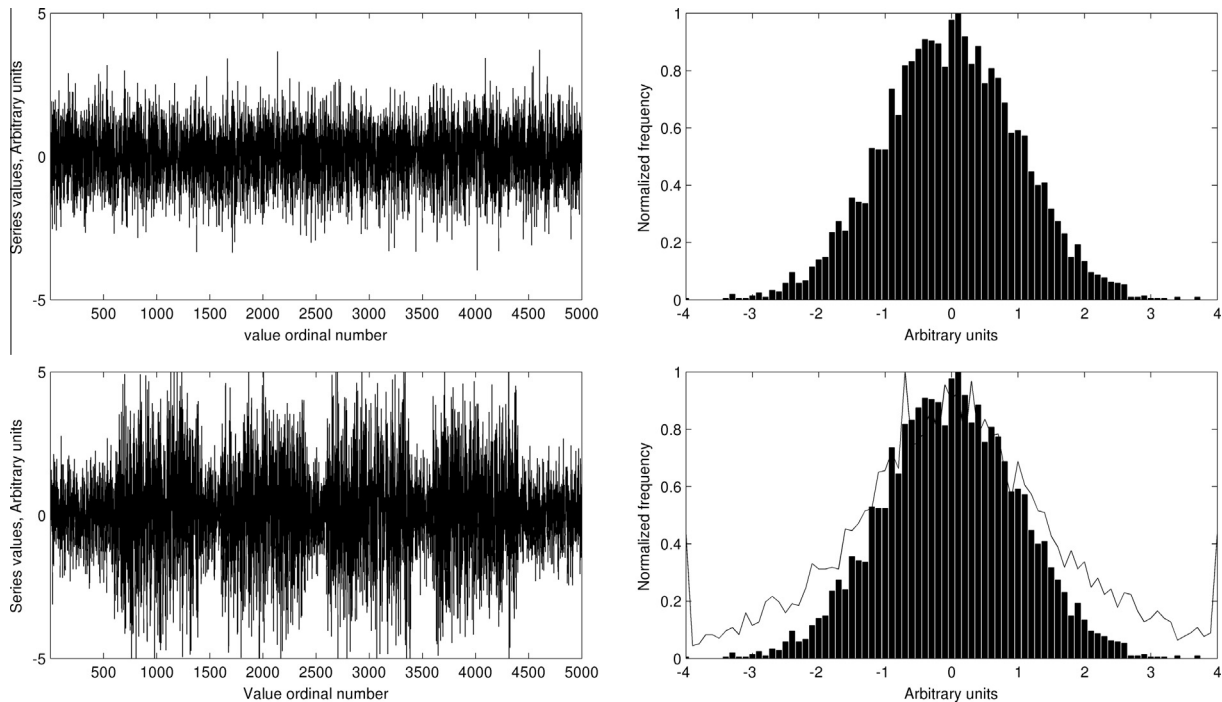 5
0
-5
Series values, Arbitrary units
500 1000 1500 2000 2500 3000 3500 4000 4500 5000
value ordinal number
1
0.8
0.6
0.4
0.2
0
Normalized frequency
-4 -3 -2 -1 0 1 2 3 4
Arbitrary units
5
0
-5
Series values, Arbitrary units
500 1000 1500 2000 2500 3000 3500 4000 4500 5000
Value ordinal number
1
0.8
0.6
0.4
0.2
0
Normalized frequency
-4 -3 -2 -1 0 1 2 3 4
Arbitrary units